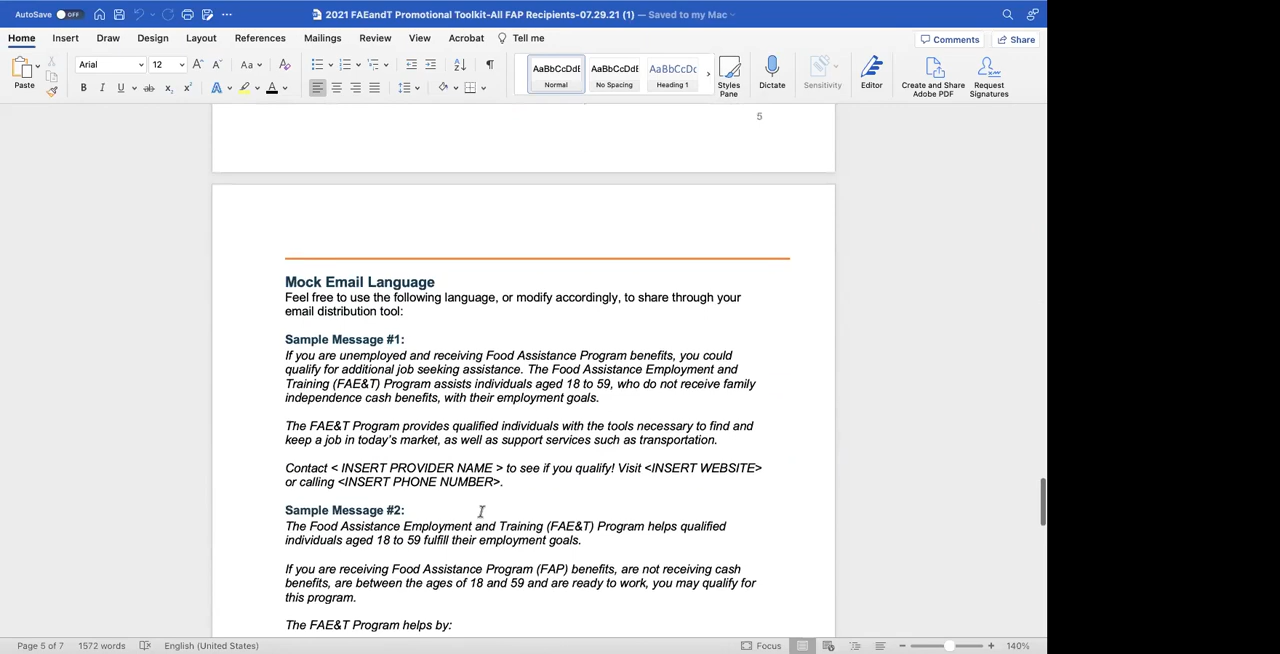 AutoSave OFF
2021 FAEandT Promotional Toolkit-All FAP Recipients-07.29.21 (1) — Saved to my Mac
Home Insert Draw Design Layout References Mailings Review View Acrobat Tell me Comments Share
Paste
Arial 12 Aa
B I U ab x₂ x² A A
AaBbCcDdE AaBbCcDdE AaBbCcDc
Normal No Spacing Heading 1
Styles Pane
Dictate
Sensitivity
Editor
Create and Share Adobe PDF
Request Signatures
5
Mock Email Language
Feel free to use the following language, or modify accordingly, to share through your
email distribution tool:
Sample Message #1:
If you are unemployed and receiving Food Assistance Program benefits, you could
qualify for additional job seeking assistance. The Food Assistance Employment and
Training (FAE&T) Program assists individuals aged 18 to 59, who do not receive family
independence cash benefits, with their employment goals.
The FAE&T Program provides qualified individuals with the tools necessary to find and
keep a job in today's market, as well as support services such as transportation.
Contact < INSERT PROVIDER NAME > to see if you qualify! Visit <INSERT WEBSITE>
or calling <INSERT PHONE NUMBER>.
Sample Message #2:
The Food Assistance Employment and Training (FAE&T) Program helps qualified
individuals aged 18 to 59 fulfill their employment goals.
If you are receiving Food Assistance Program (FAP) benefits, are not receiving cash
benefits, are between the ages of 18 and 59 and are ready to work, you may qualify for
this program.
The FAE&T Program helps by:
Page 5 of 7 1572 words English (United States) Focus 140%